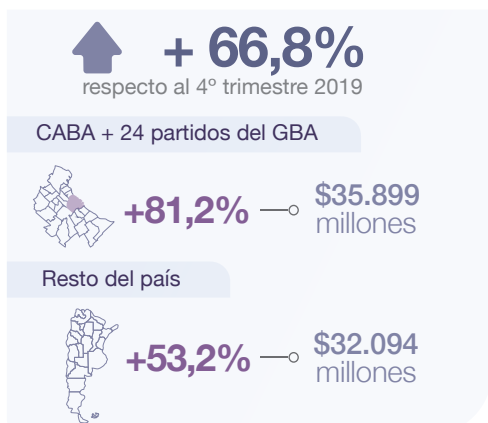 + 66,8%
respecto al 4º trimestre 2019
CABA + 24 partidos del GBA
+81,2%
$35.899
millones
Resto del país
+53,2%
$32.094
millones